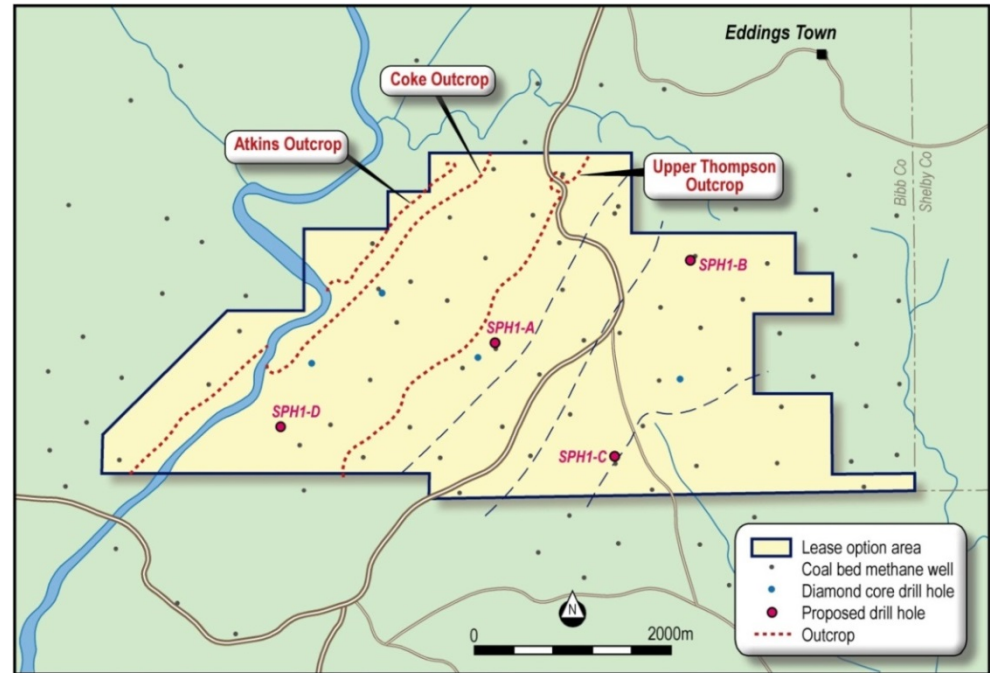 Eddings Town
Coke Outcrop
Atkins Outcrop
Upper Thompson
Outcrop
Bibb Co
Shelby Co
SPH1-B
SPH1-A
SPH1-D
SPH1-C
Lease option area
Coal bed methane well
Diamond core drill hole
Proposed drill hole
Outcrop
N
0
2000m